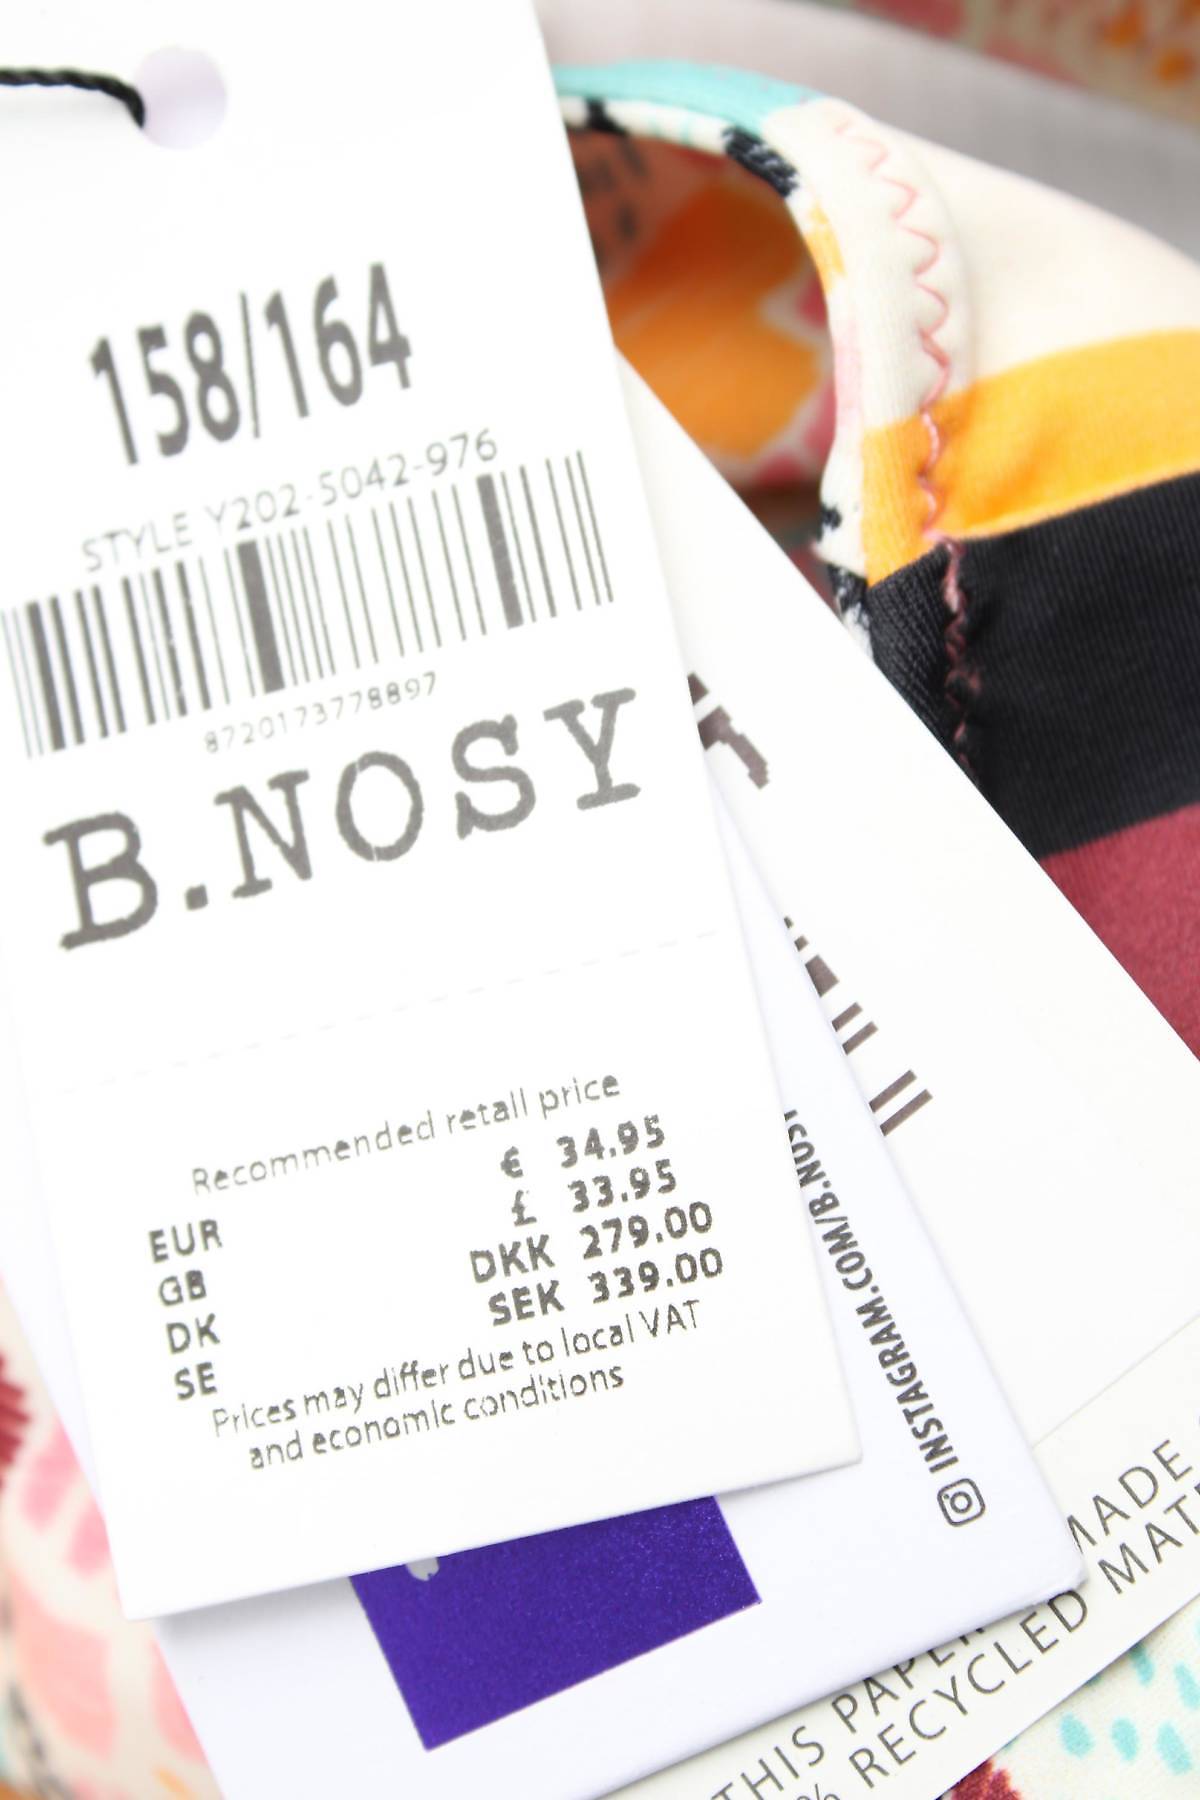 158/164
STYLE Y202-5042-976
8720173778897
B.NOSY
Recommended retail price
EUR € 34.95
GB £ 33.95
DK DKK 279.00
SE SEK 339.00
Prices may differ due to local VAT
and economic conditions
INSTAGRAM.COM/B.NOSY
THIS PAPER MADE
% RECYCLED